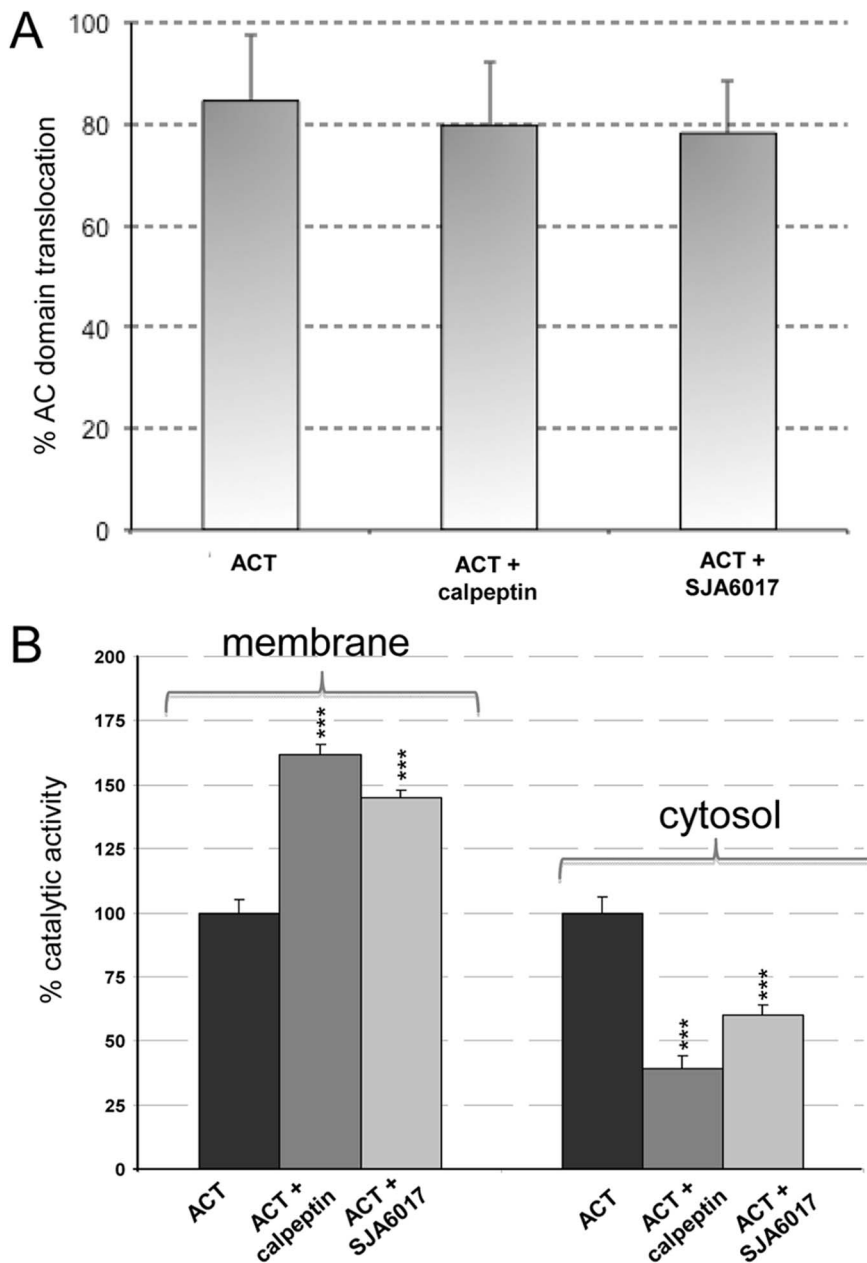 A
% AC domain translocation
100
80
60
40
20
0
ACT
ACT +
calpeptin
ACT +
SJA6017
B
% catalytic activity
membrane
cytosol
200
175
150
125
100
75
50
25
0
***
***
***
***
ACT
ACT +
calpeptin
ACT +
SJA6017
ACT
ACT +
calpeptin
ACT +
SJA6017